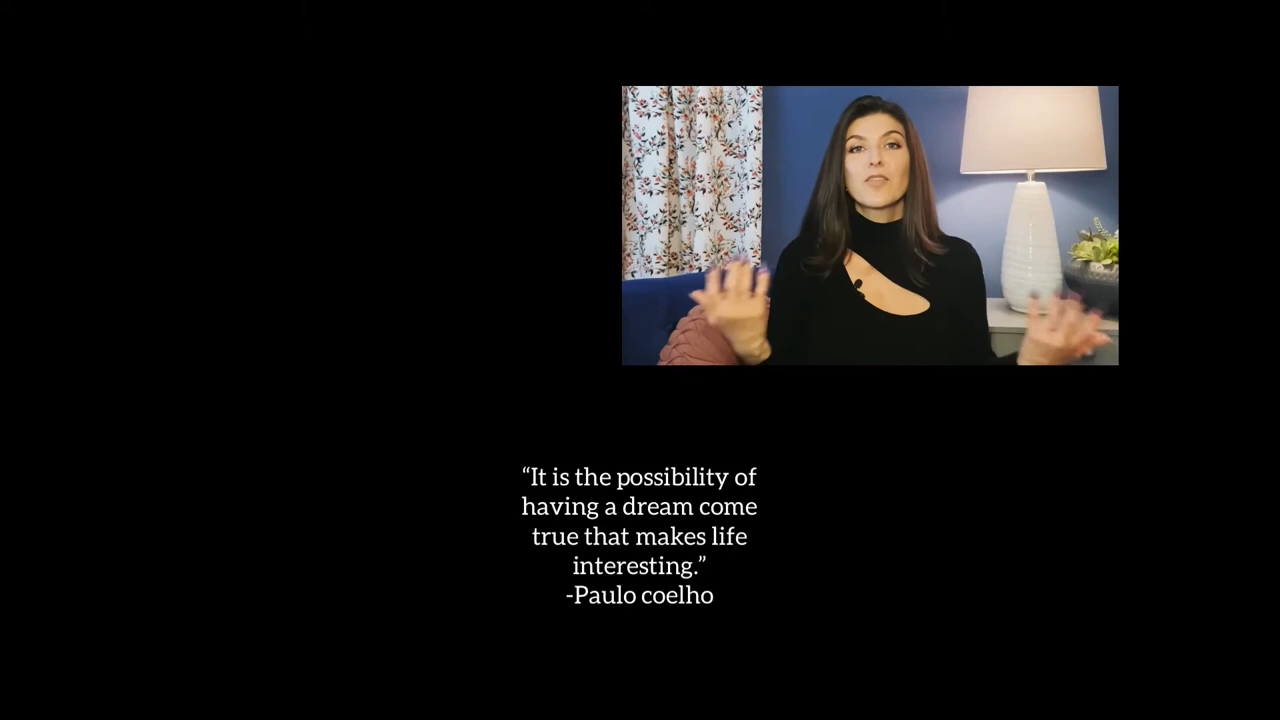 “It is the possibility of
having a dream come
true that makes life
interesting.”
-Paulo coelho